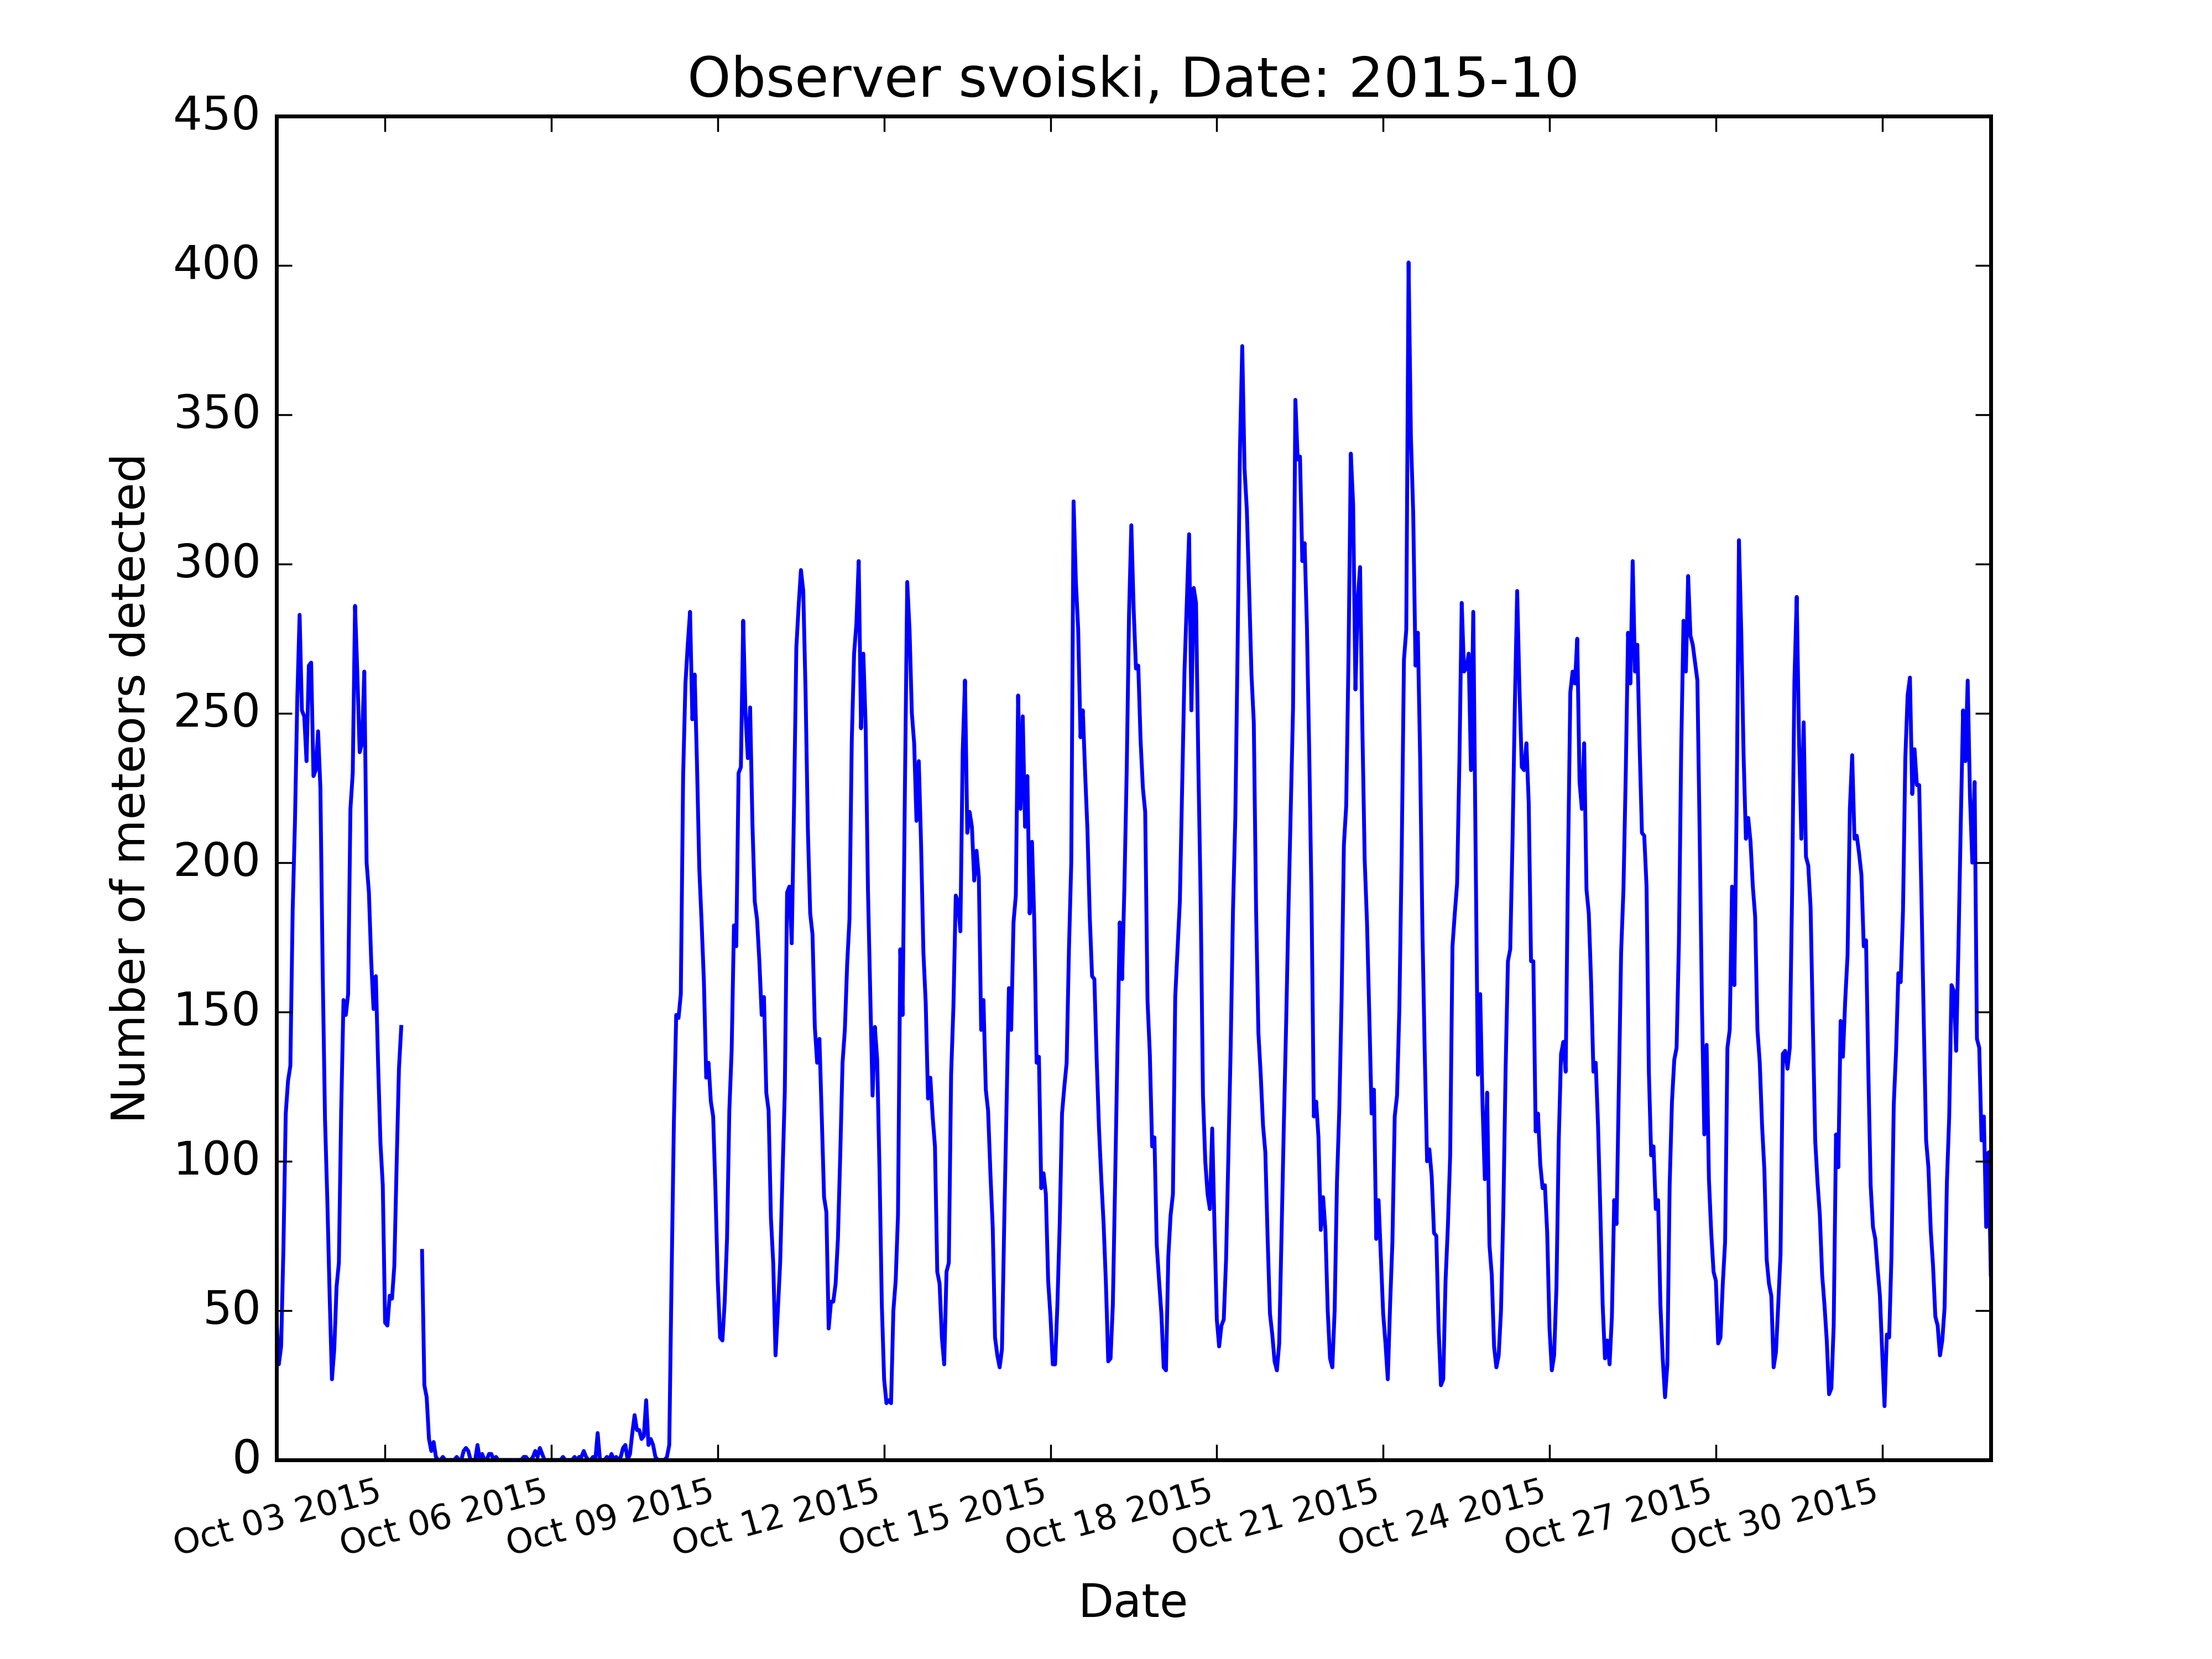 Observer svoiski, Date: 2015-10
450
400
350
300
250
200
150
100
50
0
Number of meteors detected
Oct 03 2015
Oct 06 2015
Oct 09 2015
Oct 12 2015
Oct 15 2015
Oct 18 2015
Oct 21 2015
Oct 24 2015
Oct 27 2015
Oct 30 2015
Date